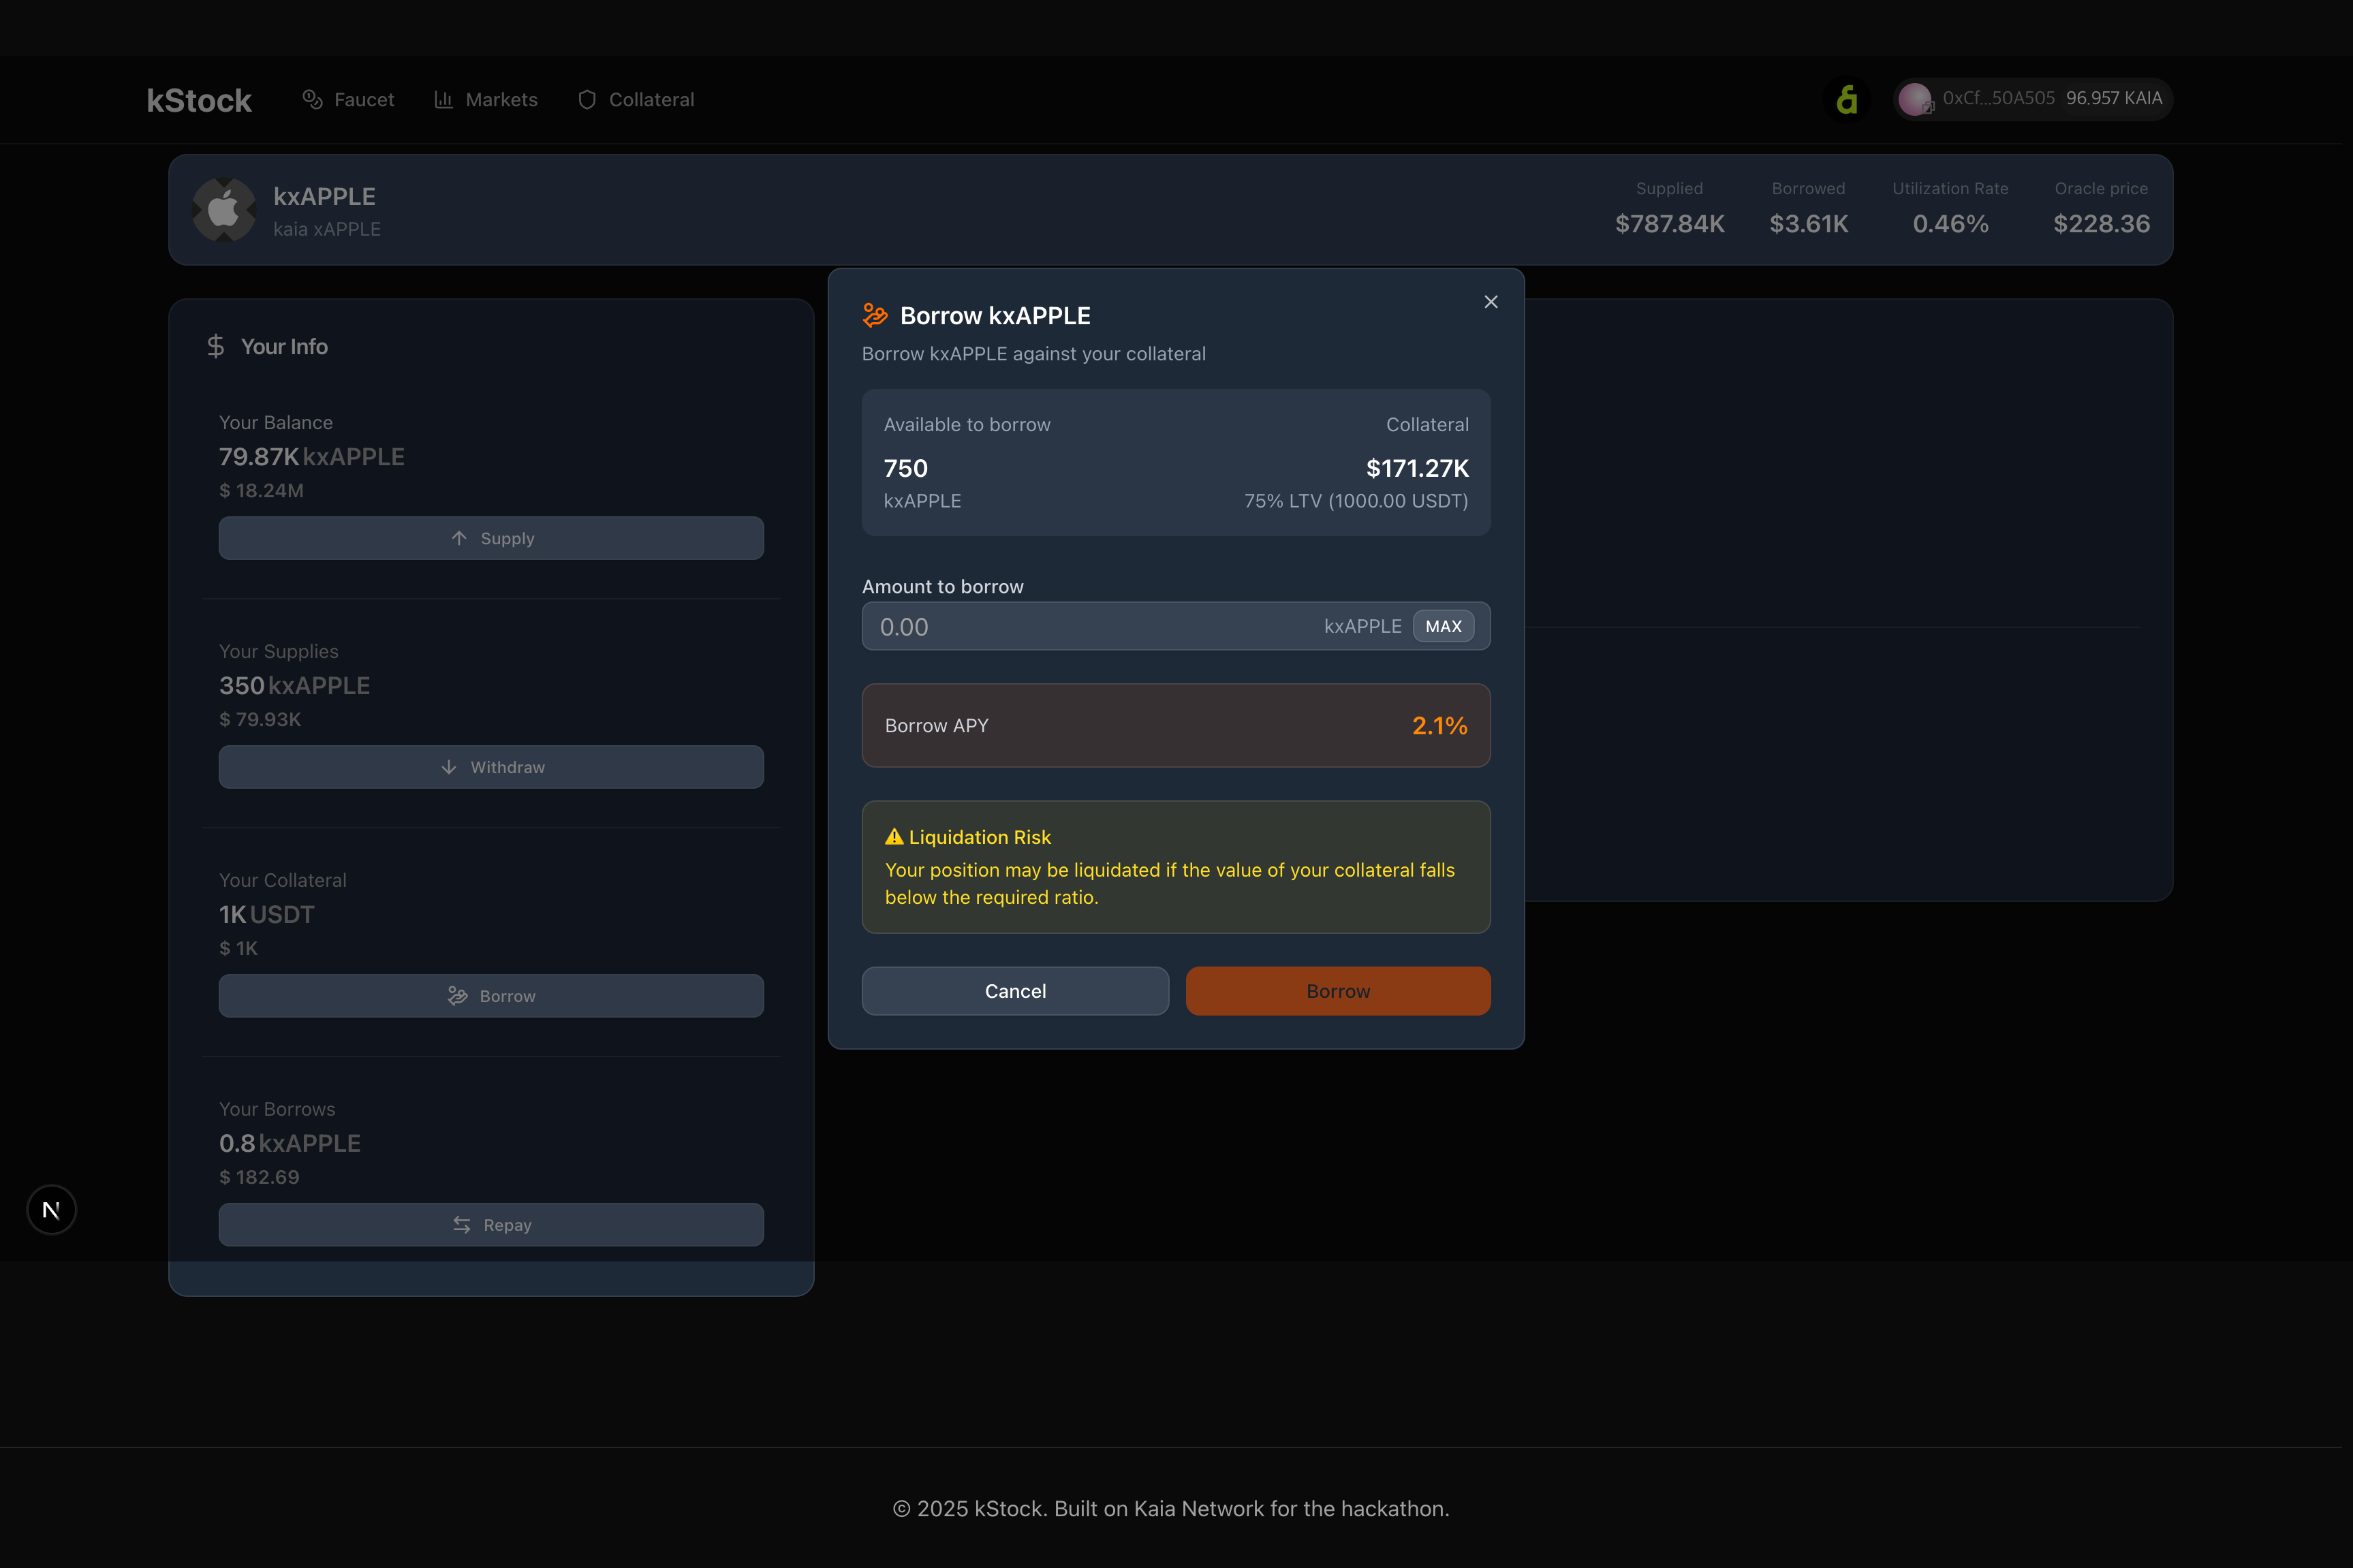 kStock
Faucet
Markets
Collateral
0xCf...50A505 96.957 KAIA
kxAPPLE
kaia xAPPLE
Supplied
$787.84K
Borrowed
$3.61K
Utilization Rate
0.46%
Oracle price
$228.36
Your Info
Your Balance
79.87K kxAPPLE
$ 18.24M
Supply
Your Supplies
350 kxAPPLE
$ 79.93K
Withdraw
Your Collateral
1K USDT
$ 1K
Borrow
Your Borrows
0.8 kxAPPLE
$ 182.69
Repay
Borrow kxAPPLE
Borrow kxAPPLE against your collateral
Available to borrow
Collateral
750
$171.27K
kxAPPLE
75% LTV (1000.00 USDT)
Amount to borrow
0.00
kxAPPLE
MAX
Borrow APY
2.1%
Liquidation Risk
Your position may be liquidated if the value of your collateral falls
below the required ratio.
Cancel
Borrow
N
© 2025 kStock. Built on Kaia Network for the hackathon.